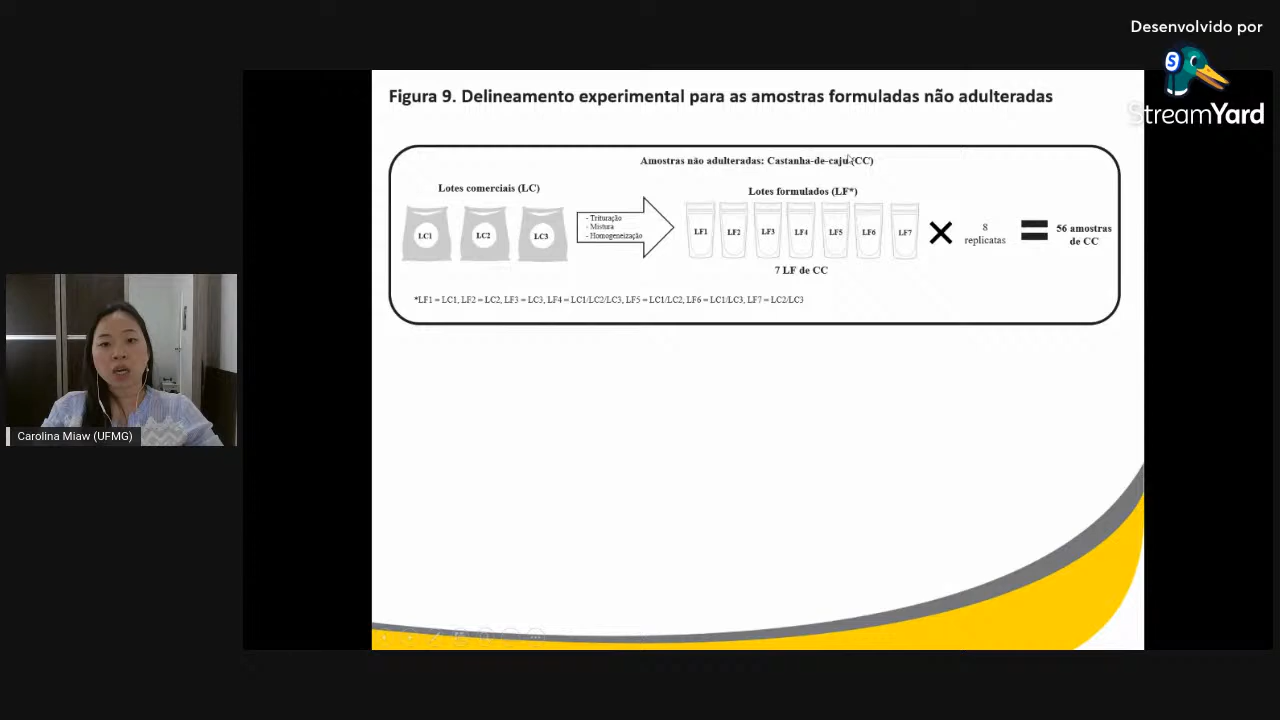 Desenvolvido por
S
StreamYard
Figura 9. Delineamento experimental para as amostras formuladas não adulteradas
Amostras não adulteradas: Castanha-de-caju (CC)
Lotes comerciais (LC)
LC1 LC2 LC3
- Trituração
- Mistura
- Homogeneização
Lotes formulados (LF*)
LF1 LF2 LF3 LF4 LF5 LF6 LF7
7 LF de CC
8
replicatas
56 amostras
de CC
*LF1 = LC1, LF2 = LC2, LF3 = LC3, LF4 = LC1/LC2/LC3, LF5 = LC1/LC2, LF6 = LC1/LC3, LF7 = LC2/LC3
Carolina Miaw (UFMG)